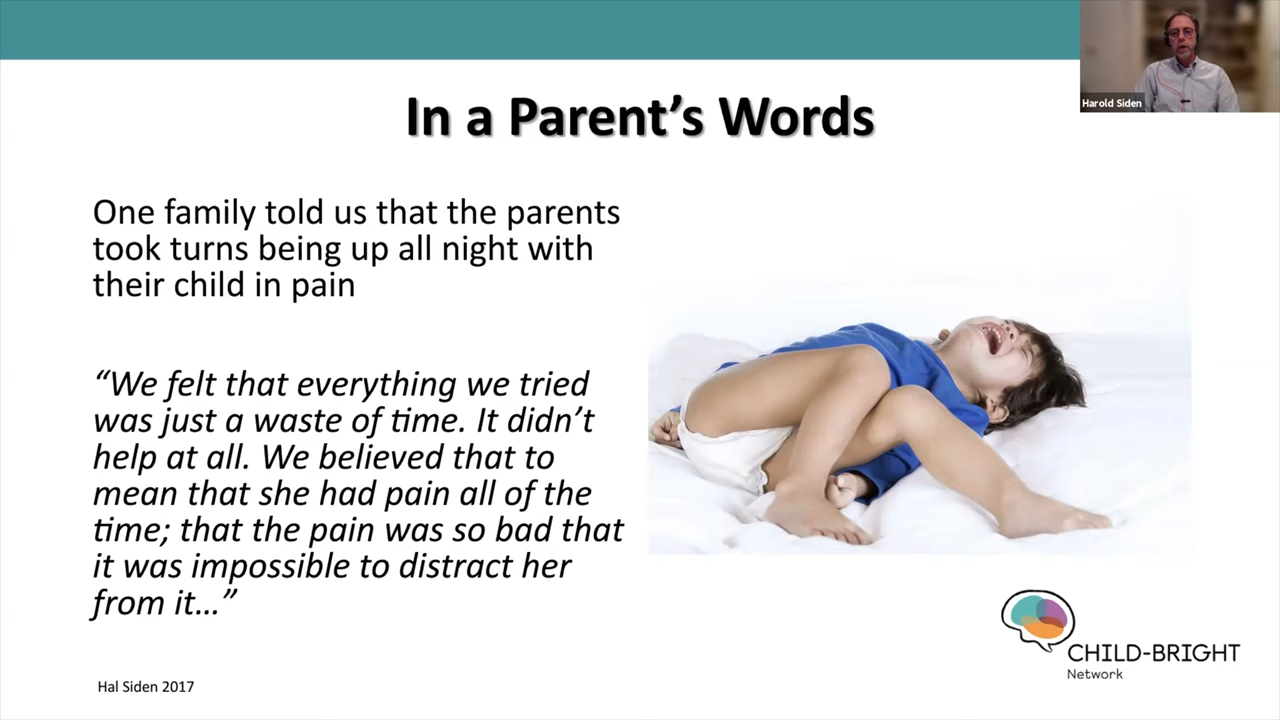 Harold Siden
In a Parent’s Words
One family told us that the parents
took turns being up all night with
their child in pain
“We felt that everything we tried
was just a waste of time. It didn’t
help at all. We believed that to
mean that she had pain all of the
time; that the pain was so bad that
it was impossible to distract her
from it…”
CHILD-BRIGHT
Network
Hal Siden 2017